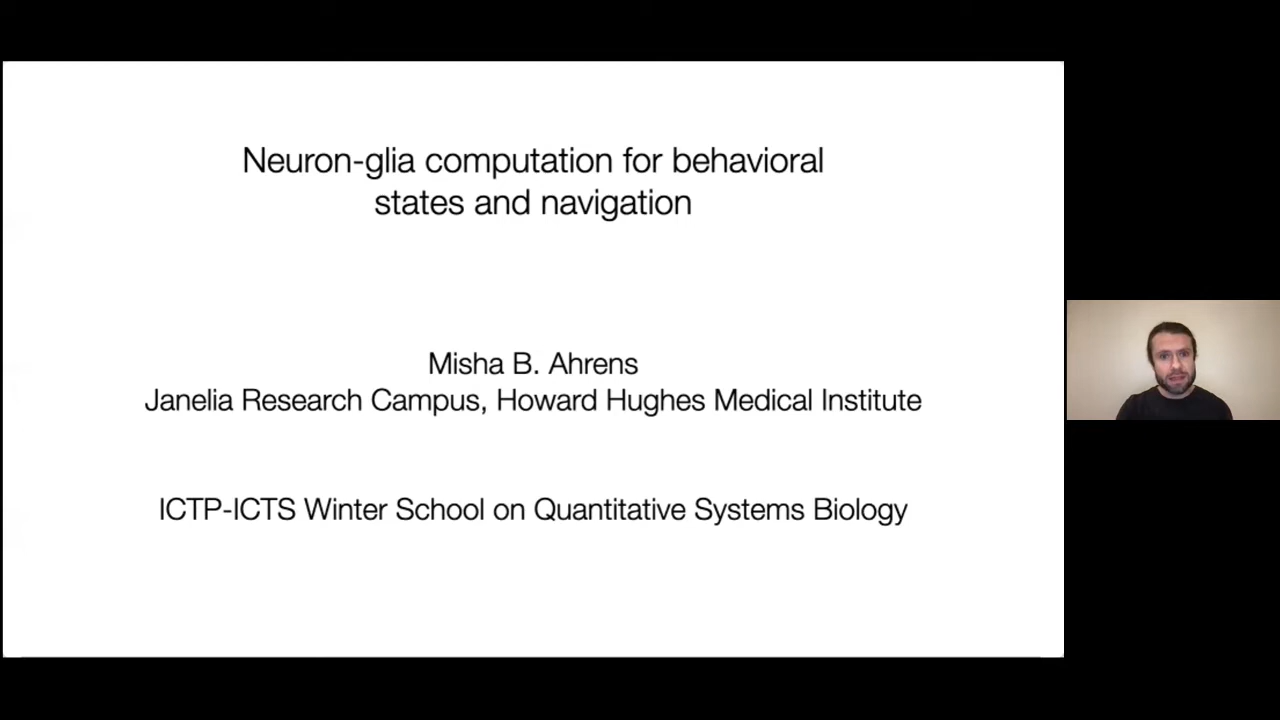 Neuron-glia computation for behavioral
states and navigation
Misha B. Ahrens
Janelia Research Campus, Howard Hughes Medical Institute
ICTP-ICTS Winter School on Quantitative Systems Biology